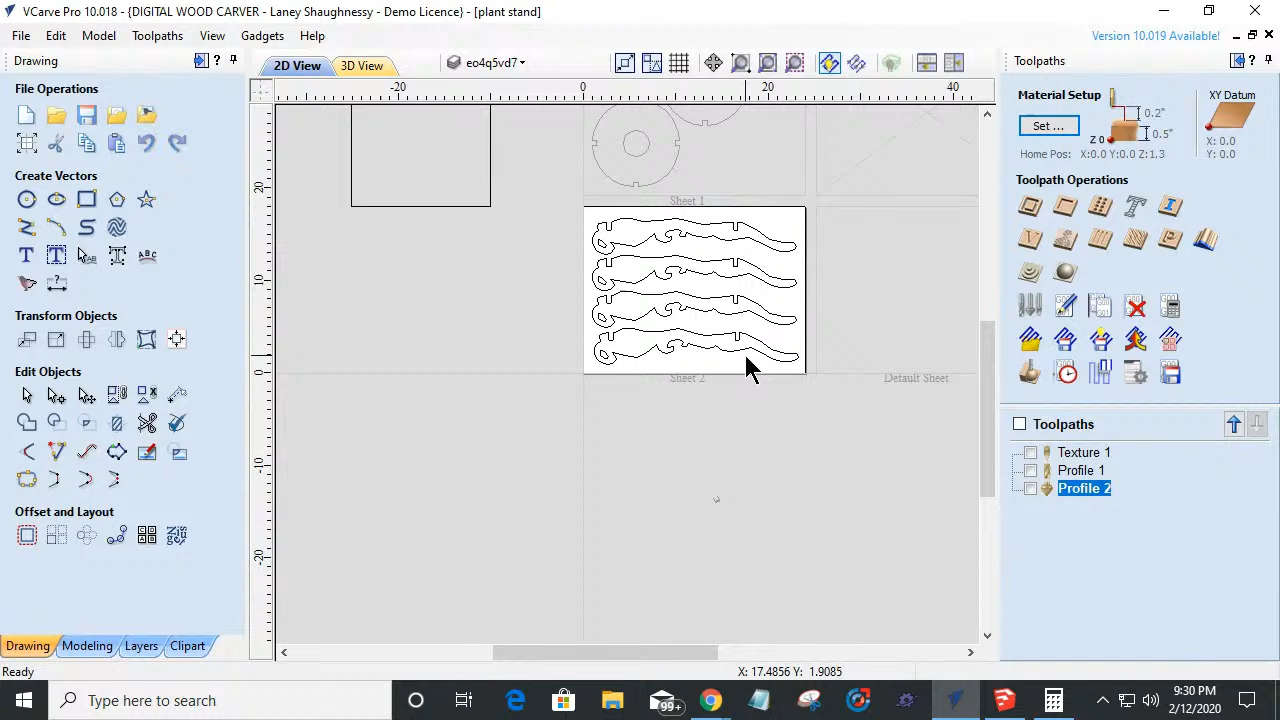 VCarve Pro 10.018 - {DIGITAL WOOD CARVER - Laney Shaughnessy - Demo Licence} - [plant stand]
File Edit Model Toolpaths View Gadgets Help
Version 10.019 Available!
Drawing
2D View
3D View
eo4q5vd7
Toolpaths
File Operations
Create Vectors
Transform Objects
Edit Objects
Offset and Layout
-20 0 20 40
20
10
0
-10
-20
Sheet 1
Sheet 2
Default Sheet
Material Setup
Set ...
Z 0
0.2"
0.5"
Home Pos: X:0.0 Y:0.0 Z:1.3
XY Datum
X: 0.0
Y: 0.0
Toolpath Operations
Toolpaths
Texture 1
Profile 1
Profile 2
Drawing Modeling Layers Clipart
Ready
X: 17.4856 Y: 1.9085
Type here to search
99+
9:30 PM
2/12/2020